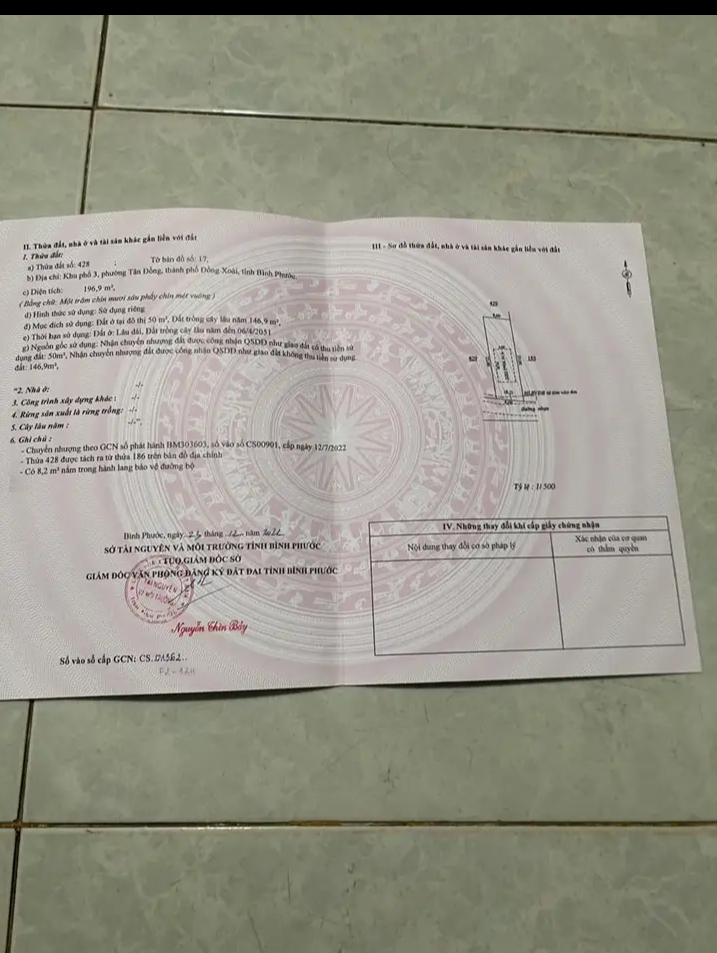 II. Thửa đất, nhà ở và tài sản khác gắn liền với đất
1. Thửa đất:
a) Thửa đất số: 428 ; Tờ bản đồ số: 17,
b) Địa chỉ: Khu phố 3, phường Tân Đồng, thành phố Đồng Xoài, tỉnh Bình Phước,
c) Diện tích: 196,9 m²,
( Bằng chữ: Một trăm chín mươi sáu phẩy chín mét vuông )
d) Hình thức sử dụng: Sử dụng riêng
đ) Mục đích sử dụng: Đất ở tại đô thị 50 m², Đất trồng cây lâu năm 146,9 m²,
e) Thời hạn sử dụng: Đất ở: Lâu dài, Đất trồng cây lâu năm đến 06/4/2051
g) Nguồn gốc sử dụng: Nhận chuyển nhượng đất được công nhận QSDĐ như giao đất có thu tiền sử
dụng đất: 50m², Nhận chuyển nhượng đất được công nhận QSDĐ như giao đất không thu tiền sử dụng
đất: 146,9m²,
"2. Nhà ở: -/-
3. Công trình xây dựng khác : -/-
4. Rừng sản xuất là rừng trồng: -/-
5. Cây lâu năm : -/-",
6. Ghi chú :
- Chuyển nhượng theo GCN số phát hành BM303603, số vào sổ CS00901, cấp ngày 12/7/2022
- Thửa 428 được tách ra từ thửa 186 trên bản đồ địa chính
- Có 8,2 m² nằm trong hành lang bảo vệ đường bộ
Bình Phước, ngày tháng 12 năm 2022
SỞ TÀI NGUYÊN VÀ MÔI TRƯỜNG TỈNH BÌNH PHƯỚC
TUQ.GIÁM ĐỐC SỞ
GIÁM ĐỐC VĂN PHÒNG ĐĂNG KÝ ĐẤT ĐAI TỈNH BÌNH PHƯỚC
TÀI NGUYÊN
VÀ MÔI TRƯỜNG
Nguyễn Thìn Bảy
Số vào sổ cấp GCN: CS
III - Sơ đồ thửa đất, nhà ở và tài sản khác gắn liền với đất
429
đường nhựa
Tỷ lệ : 1/ 500
IV. Những thay đổi khi cấp giấy chứng nhận
Nội dung thay đổi cơ sở pháp lý
Xác nhận của cơ quan
có thẩm quyền